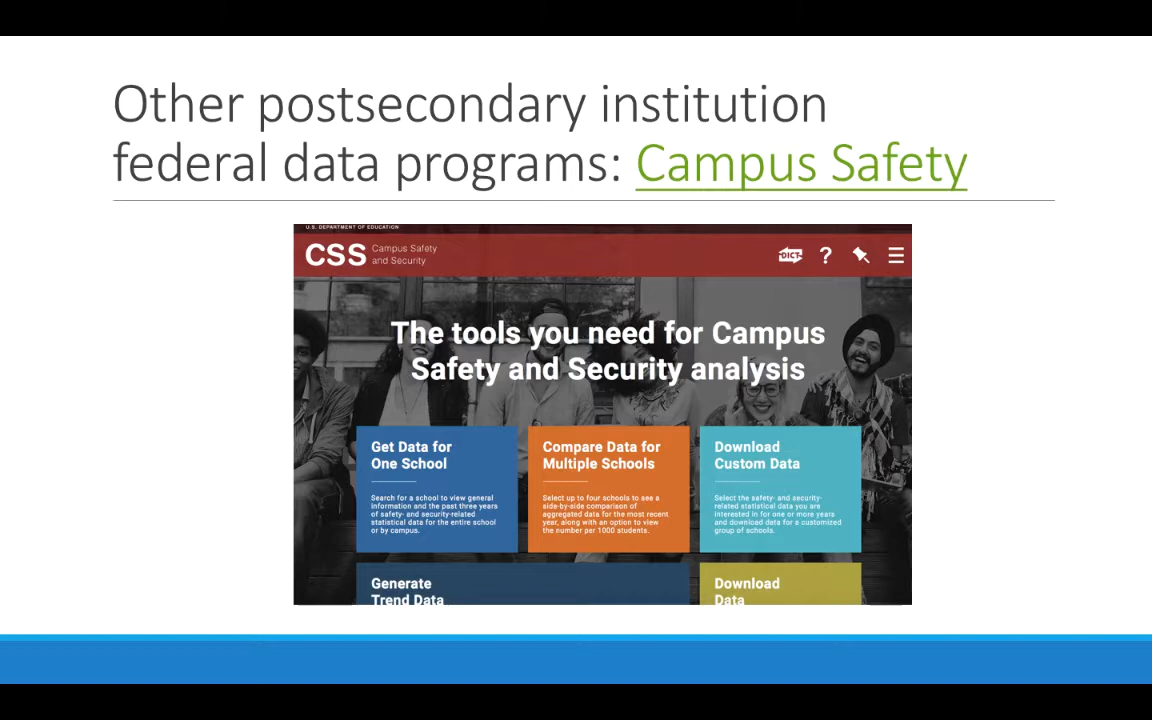 Other postsecondary institution
federal data programs: Campus Safety
U.S. DEPARTMENT OF EDUCATION
CSS Campus Safety
and Security
DICT
?
The tools you need for Campus
Safety and Security analysis
Get Data for
One School
Search for a school to view general
information and the past three years
of safety- and security-related
statistical data for the entire school
or by campus.
Compare Data for
Multiple Schools
Select up to four schools to see a
side-by-side comparison of
aggregated data for the most recent
year, along with an option to view
the number per 1000 students.
Download
Custom Data
Select the safety- and security-
related statistical data you are
interested in for one or more years
and download data for a customized
group of schools.
Generate
Trend Data
Download
Data